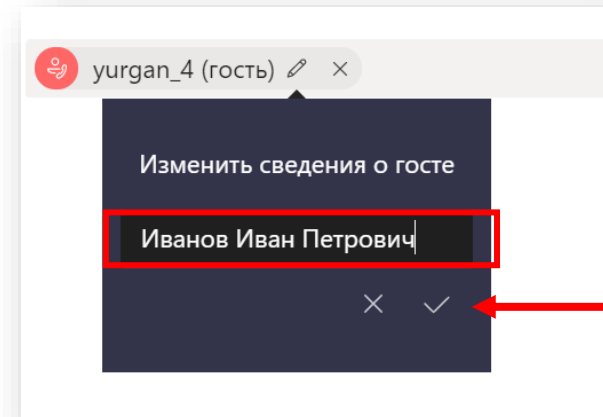 yurgan_4 (гость)
Изменить сведения о госте
Иванов Иван Петрович